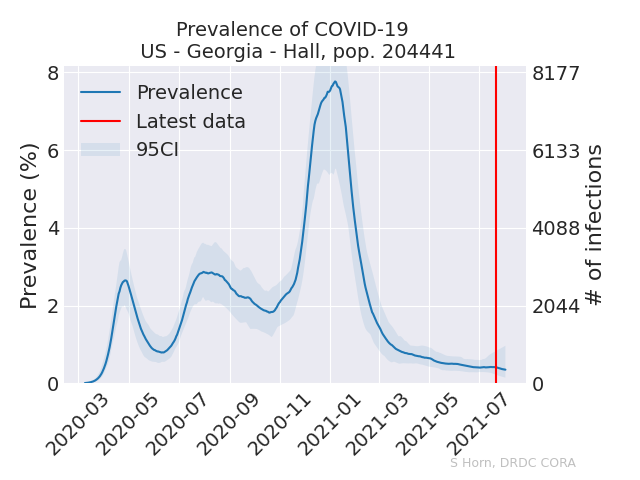 Prevalence of COVID-19
US - Georgia - Hall, pop. 204441
Prevalence
Latest data
95CI
Prevalence (%)
8
6
4
2
0
8177
6133
4088
2044
0
# of infections
2020-03
2020-05
2020-07
2020-09
2020-11
2021-01
2021-03
2021-05
2021-07
S Horn, DRDC CORA